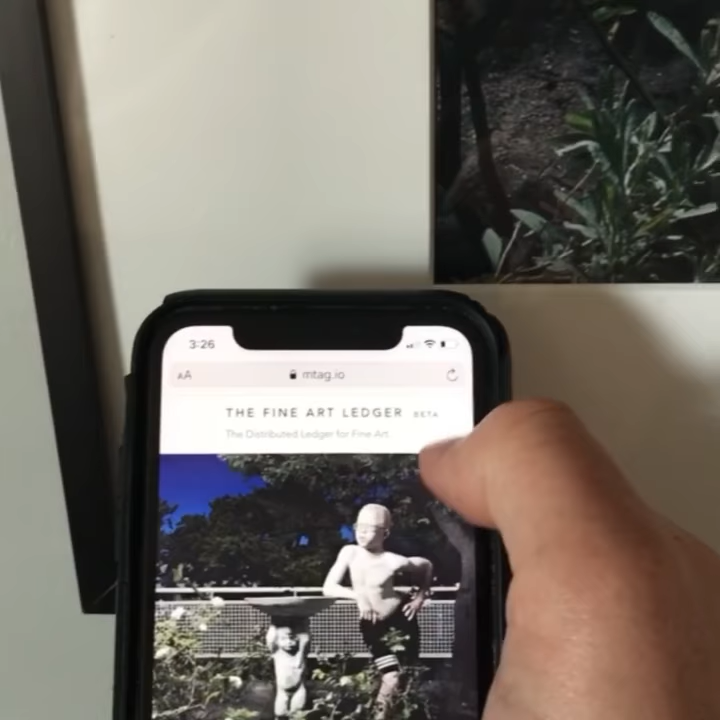 3:26
AA
mtag.io
THE FINE ART LEDGER BETA
The Distributed Ledger for Fine Art